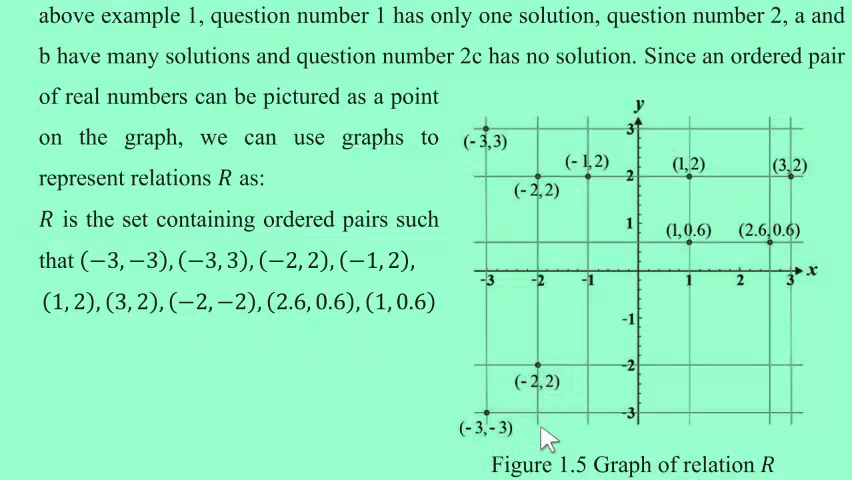 above example 1, question number 1 has only one solution, question number 2, a and
b have many solutions and question number 2c has no solution. Since an ordered pair
of real numbers can be pictured as a point
on the graph, we can use graphs to
represent relations R as:
R is the set containing ordered pairs such
that (−3, −3), (−3, 3), (−2, 2), (−1, 2),
(1, 2), (3, 2), (−2, −2), (2.6, 0.6), (1, 0.6)
y
3
(-3,3)
(-1,2)
(1,2)
(3,2)
2
(-2,2)
1
(1,0.6)
(2.6,0.6)
x
-3 -2 -1 1 2 3
-1
-2
(-2,2)
-3
(-3,-3)
Figure 1.5 Graph of relation R